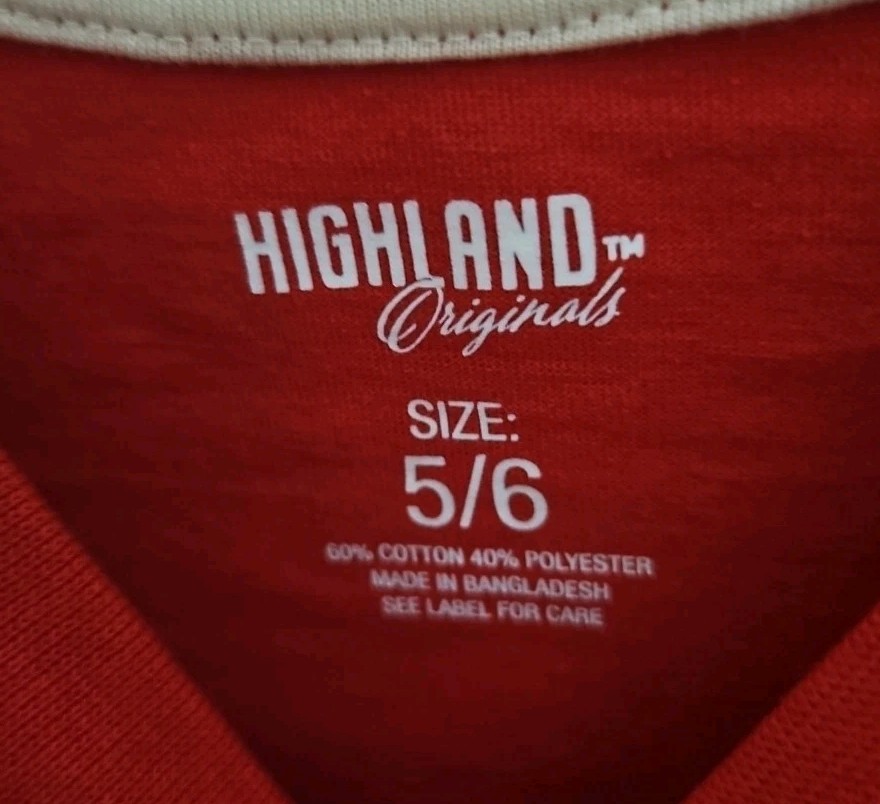 HIGHLAND™
Originals
SIZE:
5/6
60% COTTON 40% POLYESTER
MADE IN BANGLADESH
SEE LABEL FOR CARE